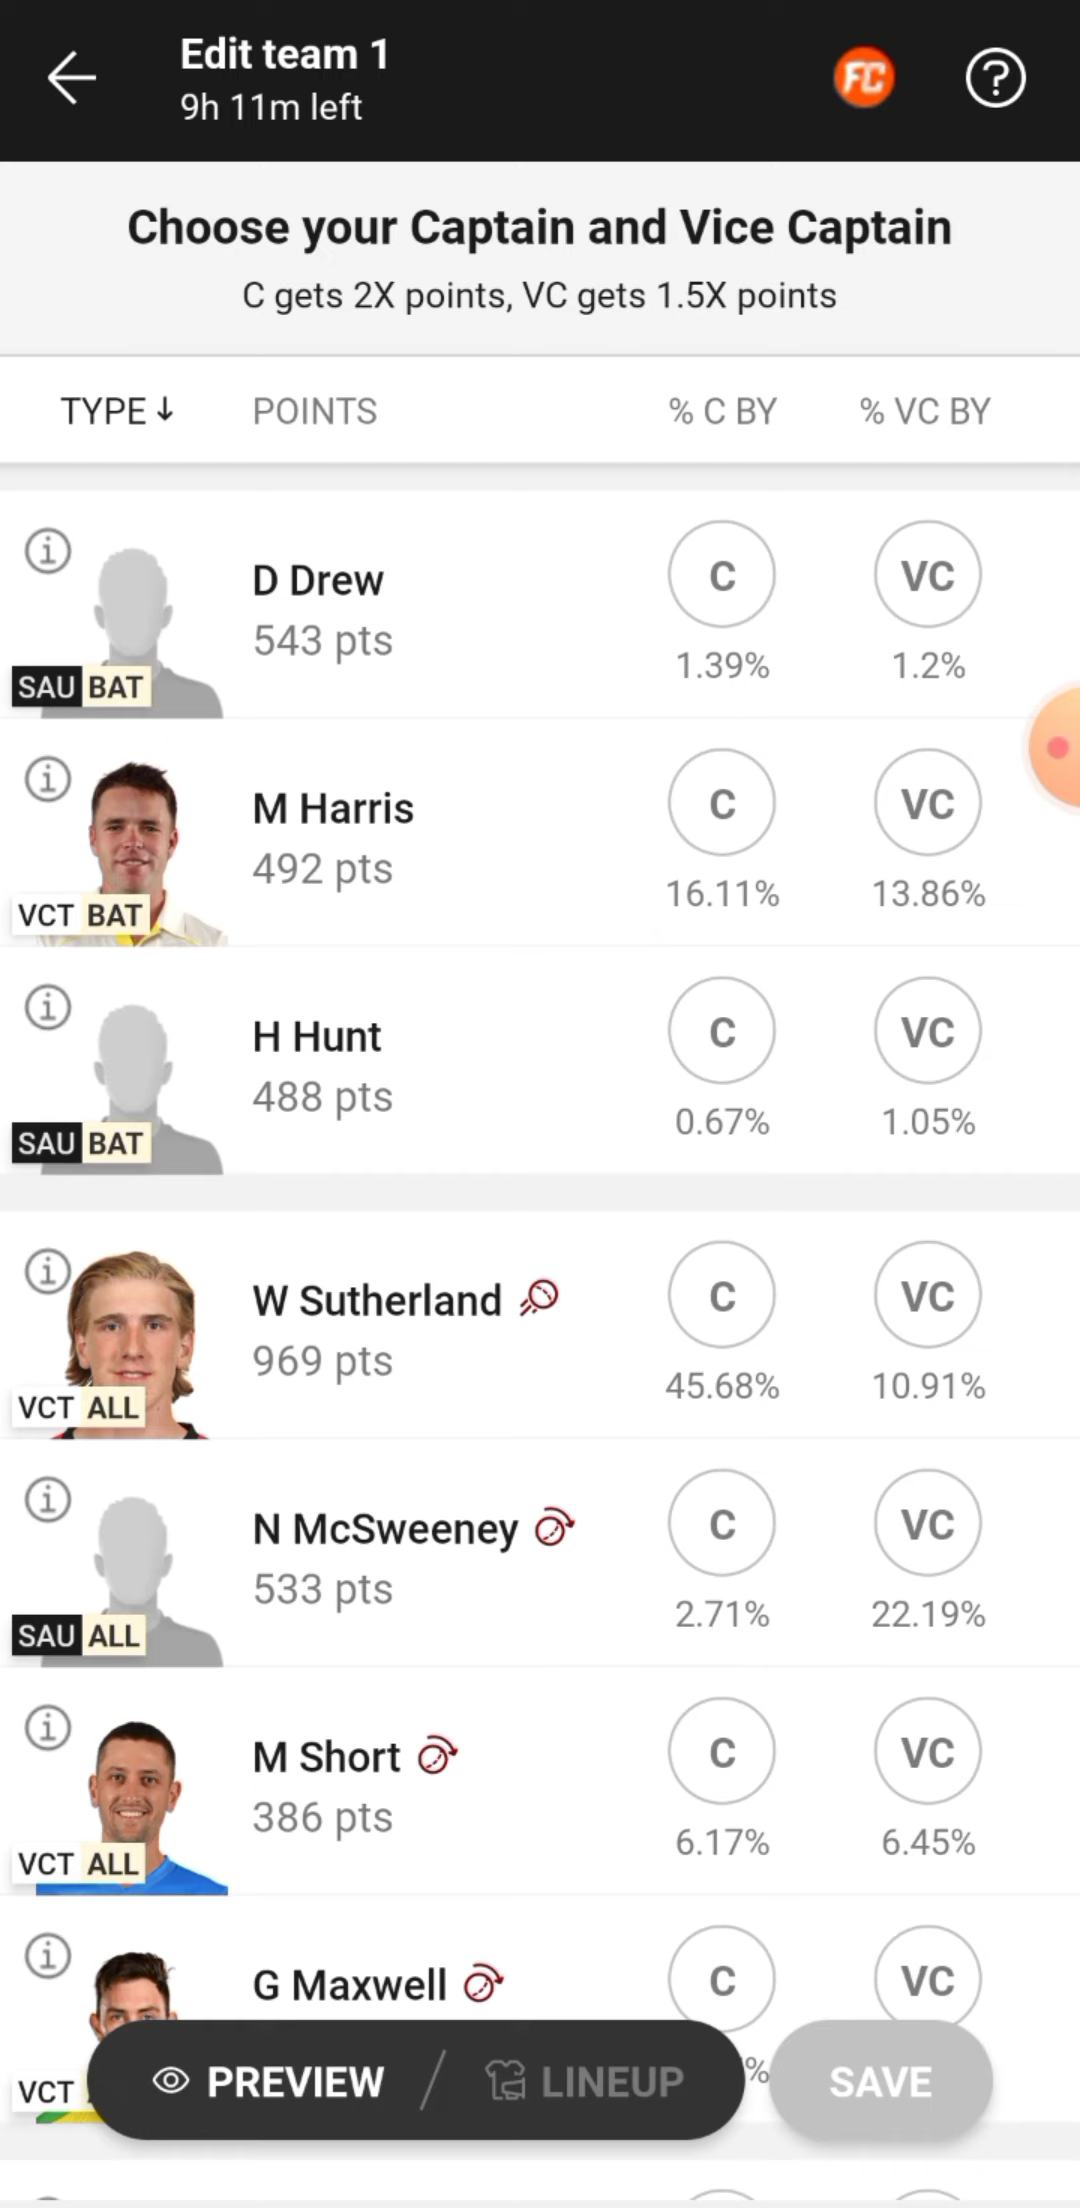 Edit team 1
9h 11m left
FC
?
Choose your Captain and Vice Captain
C gets 2X points, VC gets 1.5X points
TYPE↓ POINTS % C BY % VC BY
i
D Drew C VC
543 pts 1.39% 1.2%
SAU BAT
i
M Harris C VC
492 pts 16.11% 13.86%
VCT BAT
i
H Hunt C VC
488 pts 0.67% 1.05%
SAU BAT
i
W Sutherland C VC
969 pts 45.68% 10.91%
VCT ALL
i
N McSweeney C VC
533 pts 2.71% 22.19%
SAU ALL
i
M Short C VC
386 pts 6.17% 6.45%
VCT ALL
i
G Maxwell C VC
%
VCT
PREVIEW / LINEUP SAVE